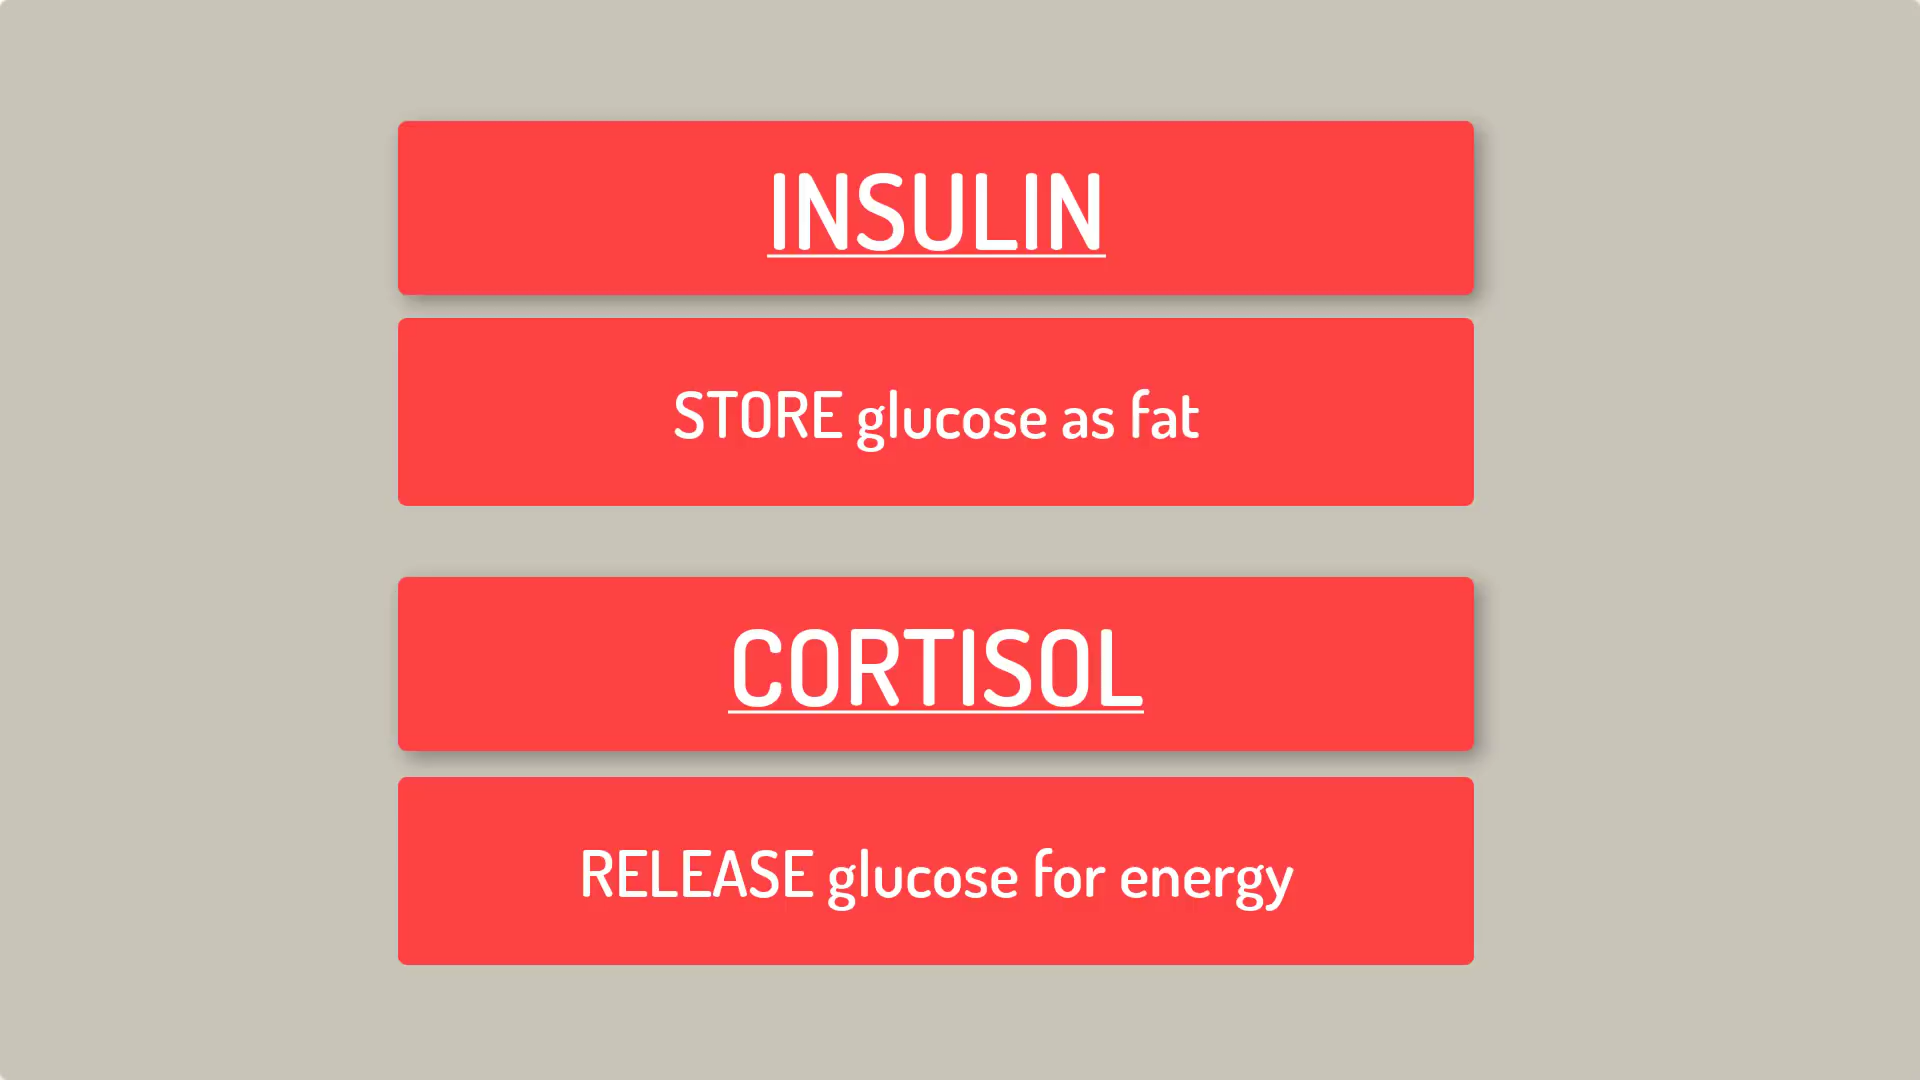 INSULIN
STORE glucose as fat
CORTISOL
RELEASE glucose for energy